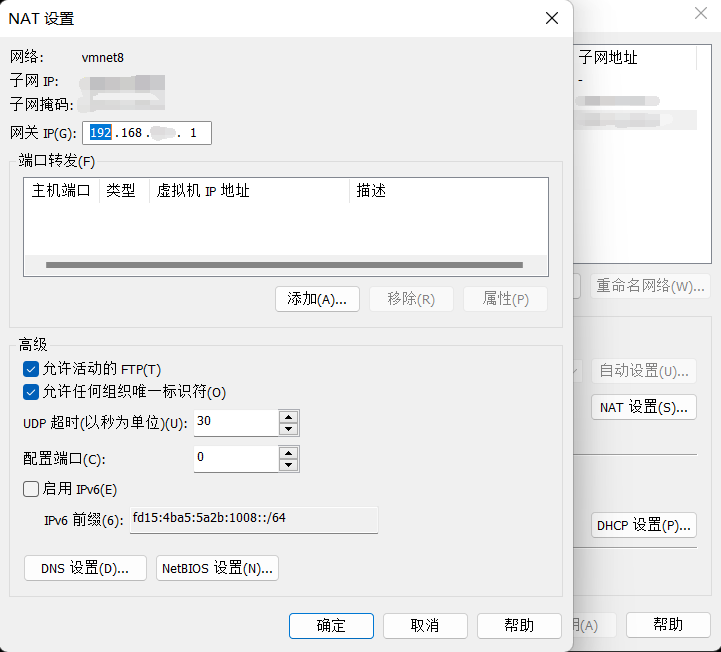 NAT 设置
网络: vmnet8
子网 IP:
子网掩码:
网关 IP(G): 192 . 168 . . 1
端口转发(F)
主机端口 类型 虚拟机 IP 地址 描述
添加(A)... 移除(R) 属性(P)
高级
允许活动的 FTP(T)
允许任何组织唯一标识符(O)
UDP 超时(以秒为单位)(U): 30
配置端口(C): 0
启用 IPv6(E)
IPv6 前缀(6): fd15:4ba5:5a2b:1008::/64
DNS 设置(D)... NetBIOS 设置(N)...
确定 取消 帮助
子网地址
-
重命名网络(W)...
自动设置(U)...
NAT 设置(S)...
DHCP 设置(P)...
(A) 帮助